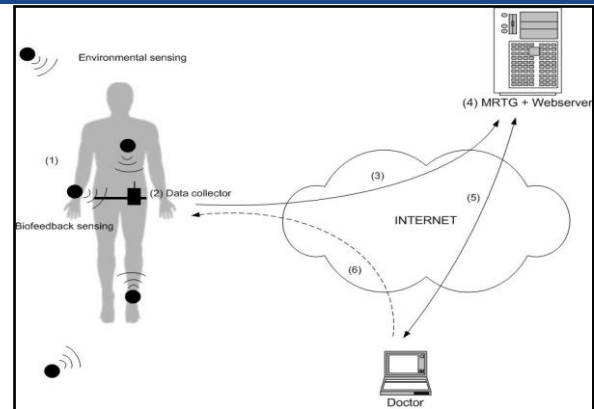 Environmental sensing
(4) MRTG + Webserver
(1)
(3)
(2) Data collector
(5)
INTERNET
Biofeedback sensing
(6)
Doctor